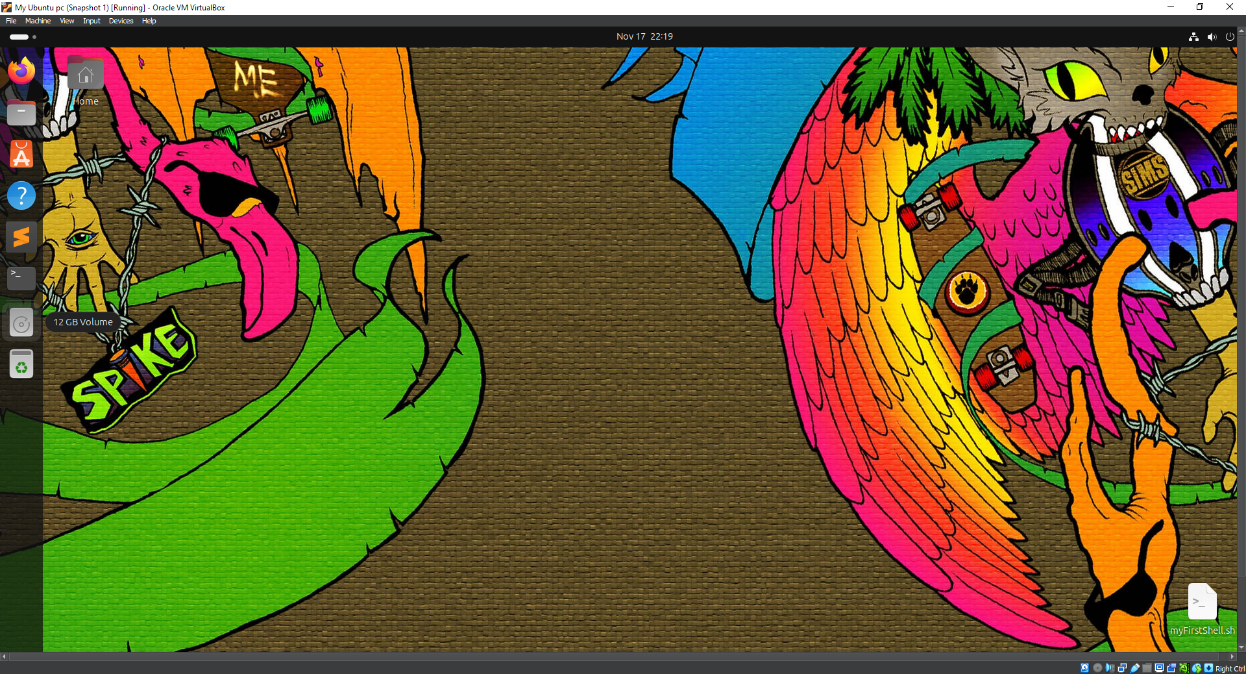 My Ubuntu pc (Snapshot 1) [Running] - Oracle VM VirtualBox
File Machine View Input Devices Help
Nov 17 22:19
Home
ME
SIMS
12 GB Volume
SPIKE
myFirstShell.sh
Right Ctrl